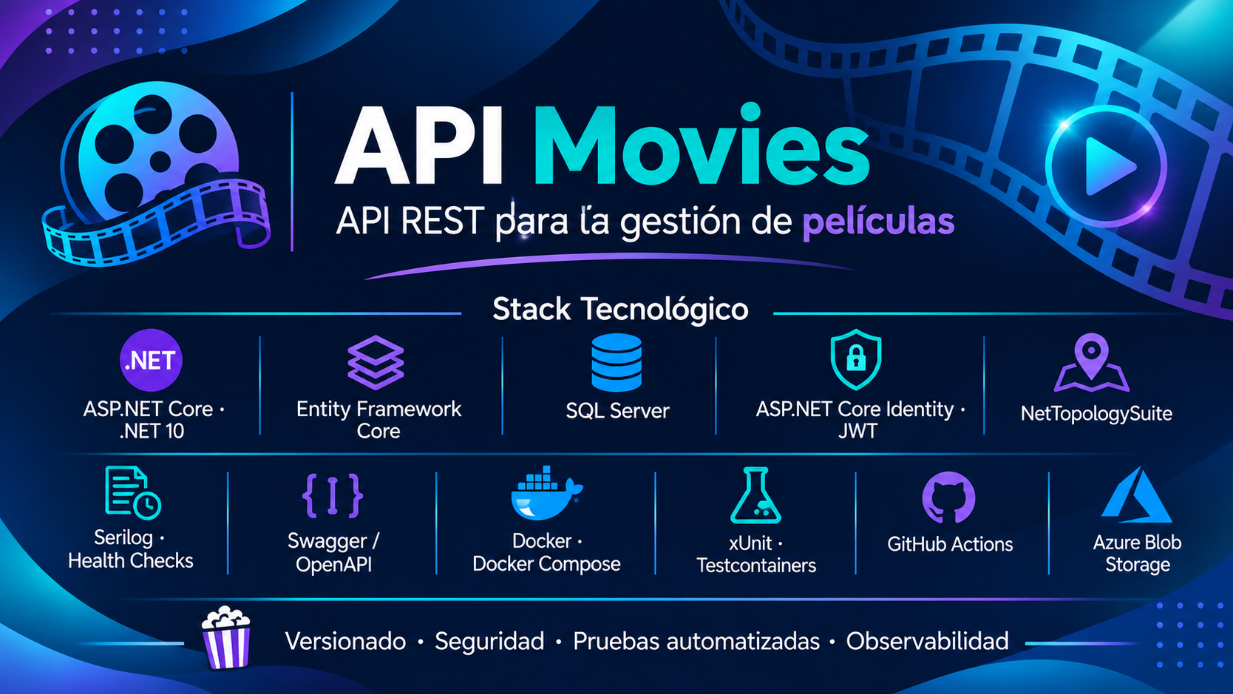 API Movies
API REST para la gestión de películas
Stack Tecnológico
.NET
ASP.NET Core ·
.NET 10
Entity Framework
Core
SQL Server
ASP.NET Core Identity ·
JWT
NetTopologySuite
Serilog ·
Health Checks
{I}
Swagger /
OpenAPI
Docker ·
Docker Compose
xUnit ·
Testcontainers
GitHub Actions
Azure Blob
Storage
Versionado · Seguridad · Pruebas automatizadas · Observabilidad